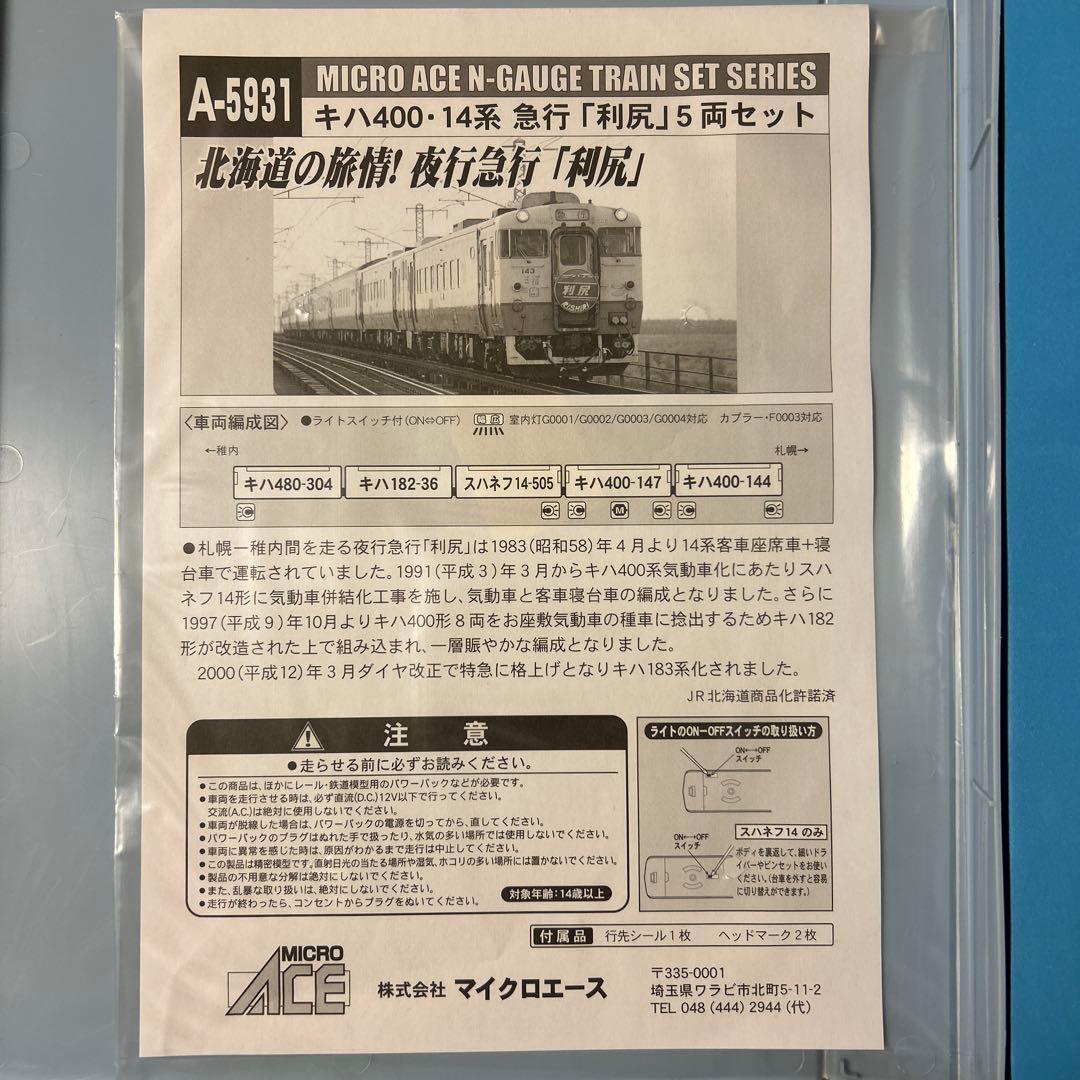 A-5931
MICRO ACE N-GAUGE TRAIN SET SERIES
キハ400・14系 急行「利尻」5両セット
北海道の旅情!夜行急行「利尻」
143
利尻
RISHIRI
〈車両編成図〉 ●ライトスイッチ付(ON⇔OFF) 室内灯G0001/G0002/G0003/G0004対応 カプラー・F0003対応
←稚内 札幌→
キハ480-304 キハ182-36 スハネフ14-505 キハ400-147 キハ400-144
M
●札幌ー稚内間を走る夜行急行「利尻」は1983(昭和58)年4月より14系客車座席車+寝
台車で運転されていました。1991(平成3)年3月からキハ400系気動車化にあたりスハ
ネフ14形に気動車併結化工事を施し、気動車と客車寝台車の編成となりました。さらに
1997(平成9)年10月よりキハ400形8両をお座敷気動車の種車に捻出するためキハ182
形が改造された上で組み込まれ、一層賑やかな編成となりました。
2000(平成12)年3月ダイヤ改正で特急に格上げとなりキハ183系化されました。
JR北海道商品化許諾済
注意
●走らせる前に必ずお読みください。
●この商品は、ほかにレール・鉄道模型用のパワーパックなどが必要です。
●車両を走行させる時は、必ず直流(D.C.)12V以下で行ってください。
交流(A.C.)は絶対に使用しないでください。
●車両が脱線した場合は、パワーパックの電源を切ってから、直してください。
●パワーパックのプラグはぬれた手で扱ったり、水気の多い場所では使用しないでください。
●車両に異常を感じた時は、原因がわかるまで走行は中止してください。
●この製品は精密模型です。直射日光の当たる場所や湿気、ホコリの多い場所には置かないでください。
●製品の不用意な分解は絶対にしないでください。
●また、乱暴な取り扱いは、絶対にしないでください。
●走行が終わったら、コンセントからプラグをぬいてください。
対象年齢:14歳以上
ライトのON−OFFスイッチの取り扱い方
ON←→OFF
スイッチ
ON←→OFF
スイッチ
スハネフ14のみ
ボディを裏返して、細いドラ
イバーやピンセットをお使い
ください。(台車を外すと容易
に切り替えができます。)
付属品 行先シール1枚 ヘッドマーク2枚
MICRO
ACE
株式会社 マイクロエース
〒335-0001
埼玉県ワラビ市北町5-11-2
TEL 048 (444) 2944 (代)